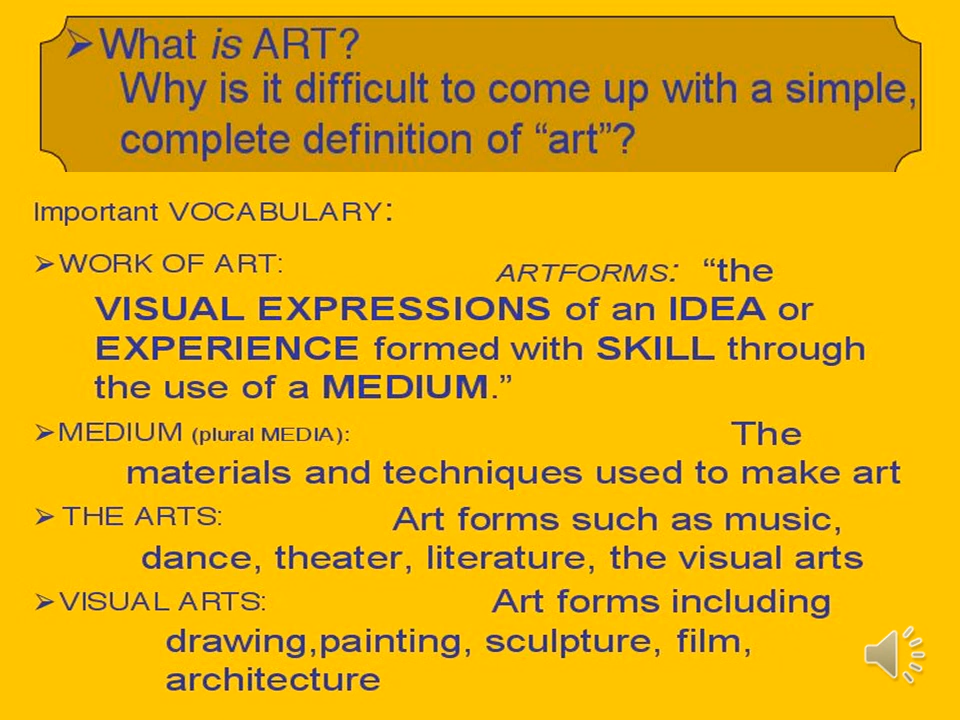 ➢What is ART?
Why is it difficult to come up with a simple,
complete definition of “art”?
Important VOCABULARY:
➢WORK OF ART: ARTFORMS: “the
VISUAL EXPRESSIONS of an IDEA or
EXPERIENCE formed with SKILL through
the use of a MEDIUM.”
➢MEDIUM (plural MEDIA): The
materials and techniques used to make art
➢ THE ARTS: Art forms such as music,
dance, theater, literature, the visual arts
➢VISUAL ARTS: Art forms including
drawing,painting, sculpture, film,
architecture